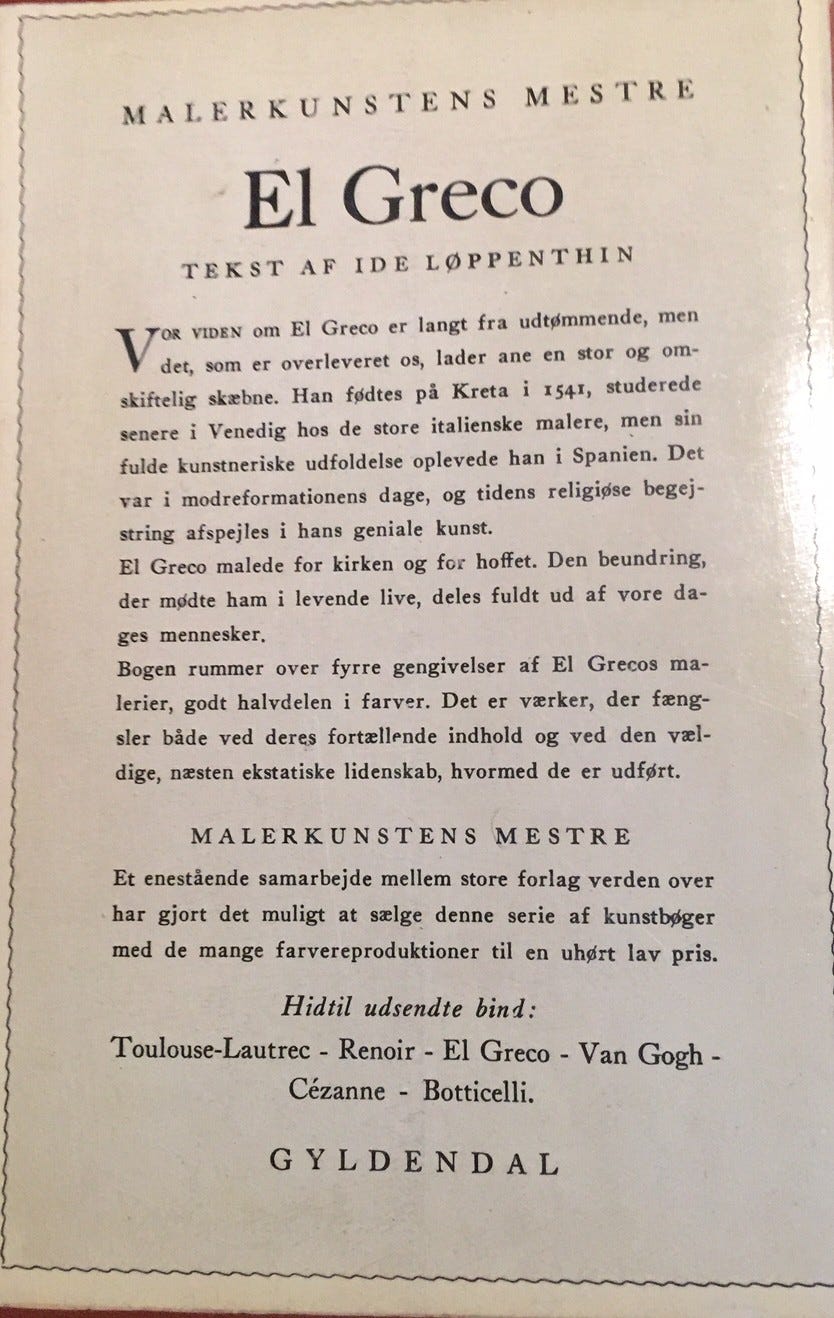 MALERKUNSTENS MESTRE
El Greco
TEKST AF IDE LØPPENTHIN
VOR VIDEN om El Greco er langt fra udtømmende, men
det, som er overleveret os, lader ane en stor og om-
skiftelig skæbne. Han fødtes på Kreta i 1541, studerede
senere i Venedig hos de store italienske malere, men sin
fulde kunstneriske udfoldelse oplevede han i Spanien. Det
var i modreformationens dage, og tidens religiøse begej-
string afspejles i hans geniale kunst.
El Greco malede for kirken og for hoffet. Den beundring,
der mødte ham i levende live, deles fuldt ud af vore da-
ges mennesker.
Bogen rummer over fyrre gengivelser af El Grecos ma-
lerier, godt halvdelen i farver. Det er værker, der fæng-
sler både ved deres fortællende indhold og ved den væl-
dige, næsten ekstatiske lidenskab, hvormed de er udført.
MALERKUNSTENS MESTRE
Et enestående samarbejde mellem store forlag verden over
har gjort det muligt at sælge denne serie af kunstbøger
med de mange farvereproduktioner til en uhørt lav pris.
Hidtil udsendte bind:
Toulouse-Lautrec - Renoir - El Greco - Van Gogh -
Cézanne - Botticelli.
GYLDENDAL